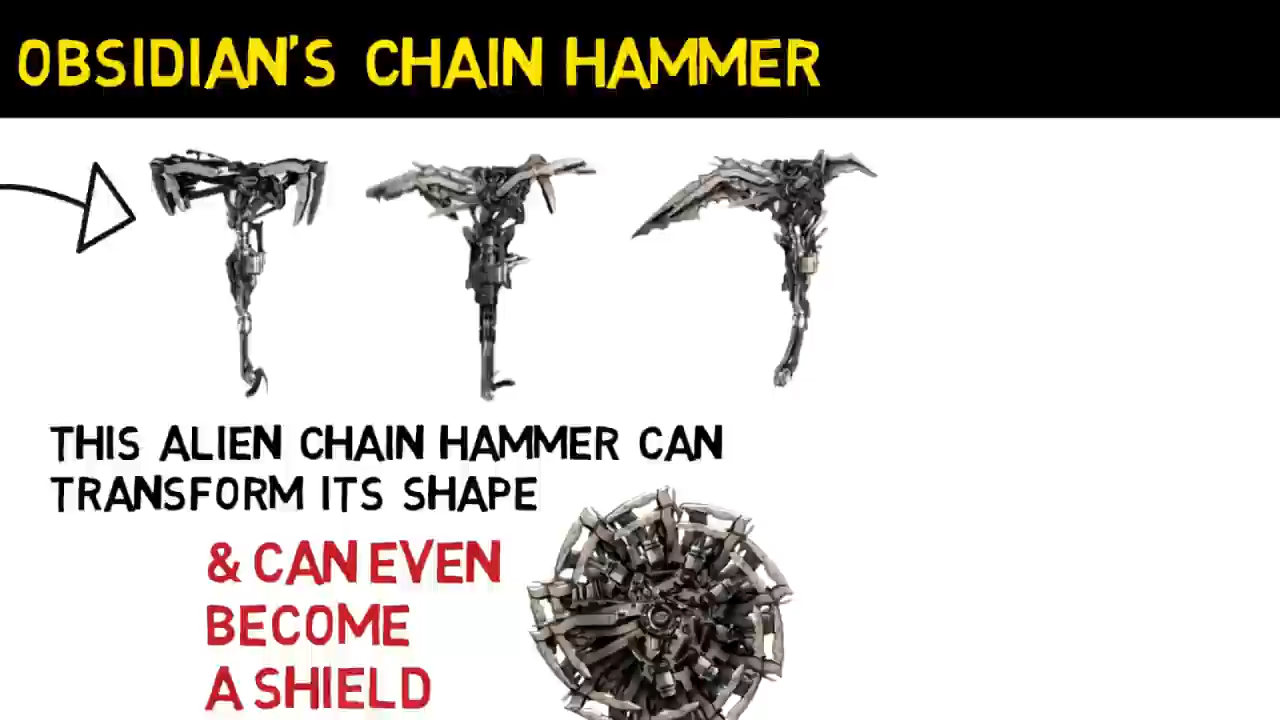 OBSIDIAN'S CHAIN HAMMER
THIS ALIEN CHAIN HAMMER CAN
TRANSFORM ITS SHAPE
& CAN EVEN
BECOME
A SHIELD